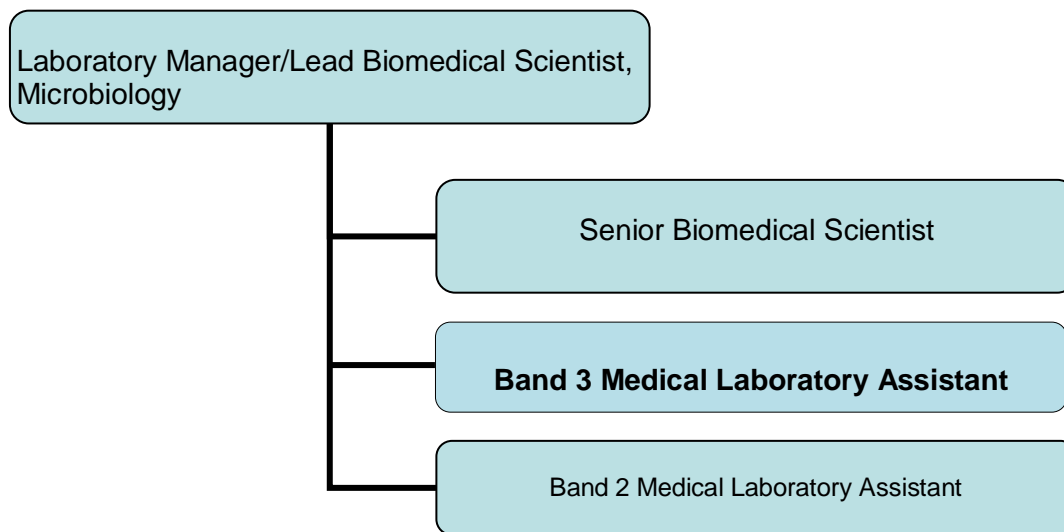 Laboratory Manager/Lead Biomedical Scientist,
Microbiology
Senior Biomedical Scientist
Band 3 Medical Laboratory Assistant
Band 2 Medical Laboratory Assistant